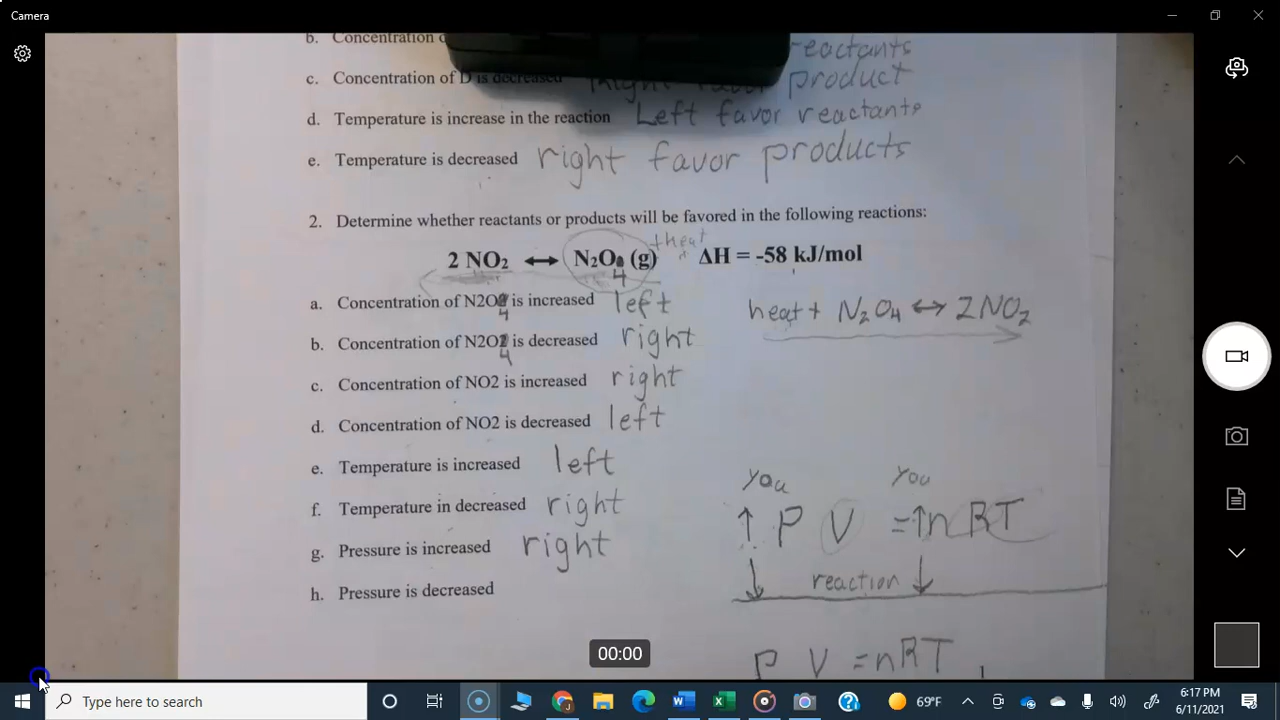 Camera
b. Concentration reactants
c. Concentration of D is decreased right favor product
d. Temperature is increase in the reaction Left favor reactants
e. Temperature is decreased right favor products
2. Determine whether reactants or products will be favored in the following reactions:
2 NO2 ↔ N2O4 (g) +heat ΔH = -58 kJ/mol
a. Concentration of N2O4 is increased left heat + N2O4 ↔ 2NO2
b. Concentration of N2O4 is decreased right
c. Concentration of NO2 is increased right
d. Concentration of NO2 is decreased left
e. Temperature is increased left
you you
f. Temperature in decreased right ↑ P V = ↑ n RT
g. Pressure is increased right
h. Pressure is decreased ↓ reaction ↓
00:00
P V = nRT
Type here to search
69°F
6:17 PM
6/11/2021